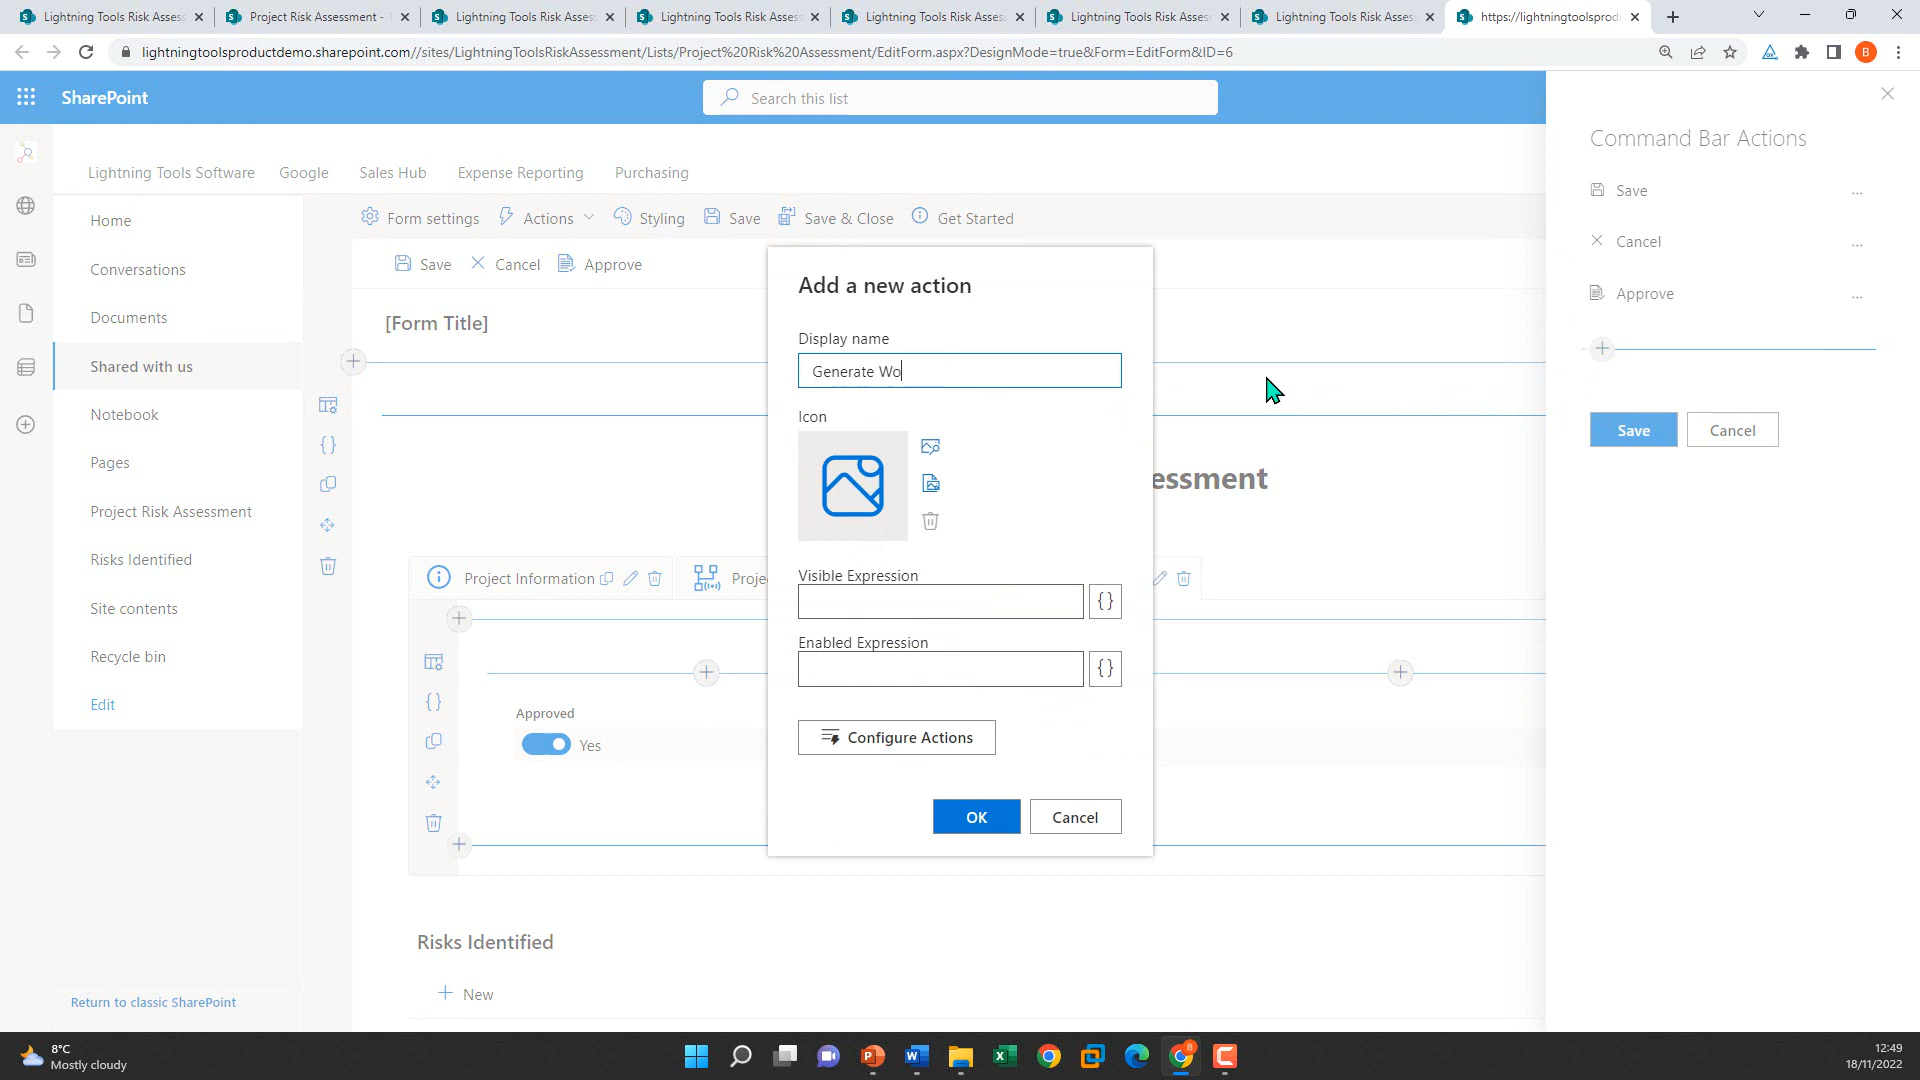 Lightning Tools Risk Asses
Project Risk Assessment -
Lightning Tools Risk Asses
Lightning Tools Risk Asses
Lightning Tools Risk Asses
Lightning Tools Risk Asses
Lightning Tools Risk Asses
https://lightningtoolsprod
lightningtoolsproductdemo.sharepoint.com//sites/LightningToolsRiskAssessment/Lists/Project%20Risk%20Assessment/EditForm.aspx?DesignMode=true&Form=EditForm&ID=6
B
SharePoint
Search this list
Lightning Tools Software
Google
Sales Hub
Expense Reporting
Purchasing
Home
Conversations
Documents
Shared with us
Notebook
Pages
Project Risk Assessment
Risks Identified
Site contents
Recycle bin
Edit
Return to classic SharePoint
Form settings
Actions
Styling
Save
Save & Close
Get Started
Save
Cancel
Approve
[Form Title]
essment
Project Information
Proje
Approved
Yes
Risks Identified
New
Add a new action
Display name
Generate Wo
Icon
Visible Expression
{}
Enabled Expression
{}
Configure Actions
OK
Cancel
Command Bar Actions
Save
...
Cancel
...
Approve
...
Save
Cancel
8°C
Mostly cloudy
12:49
18/11/2022